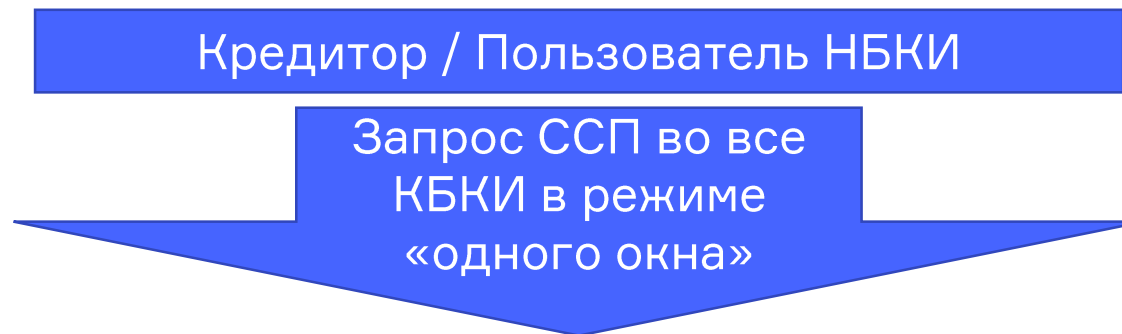 Кредитор / Пользователь НБКИ
Запрос ССП во все
КБКИ в режиме
«одного окна»